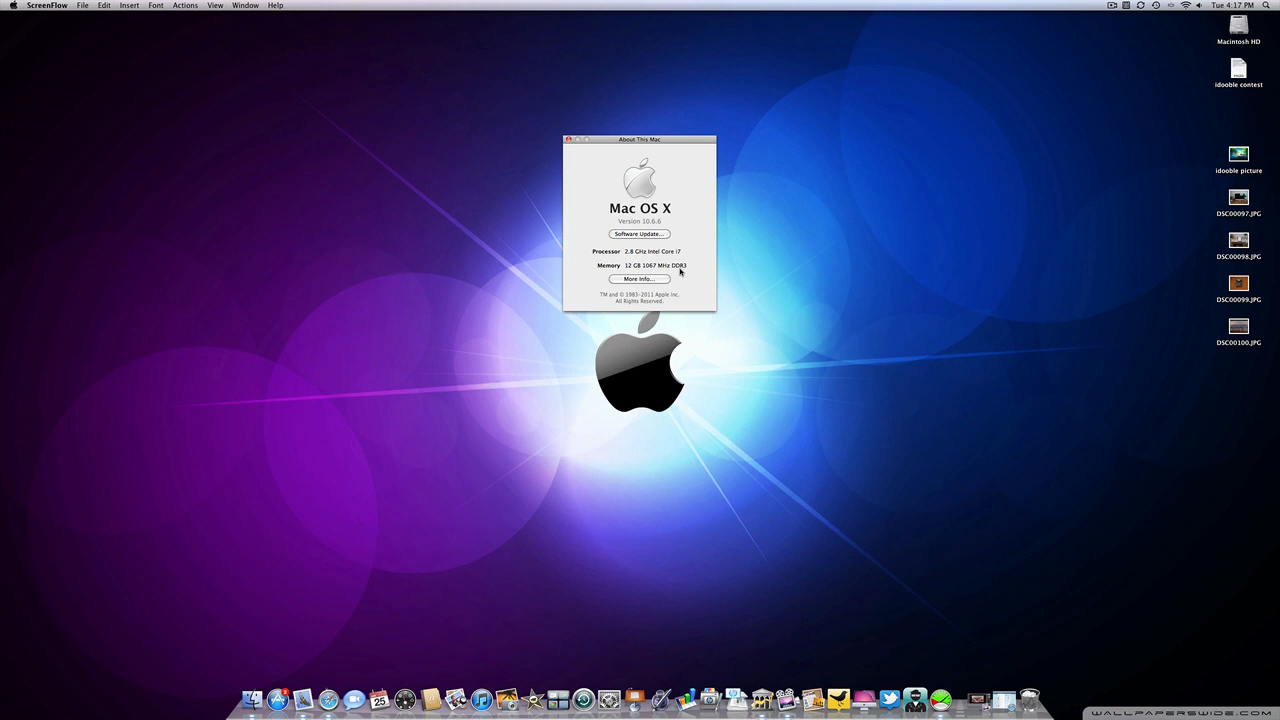 ScreenFlow File Edit Insert Font Actions View Window Help
Tue 4:17 PM
Macintosh HD
idooble contest
idooble picture
DSC00097.JPG
DSC00098.JPG
DSC00099.JPG
DSC00100.JPG
About This Mac
Mac OS X
Version 10.6.6
Software Update...
Processor 2.8 GHz Intel Core i7
Memory 12 GB 1067 MHz DDR3
More Info...
TM and © 1983-2011 Apple Inc.
All Rights Reserved.
25
WALLPAPERSWIDE.COM